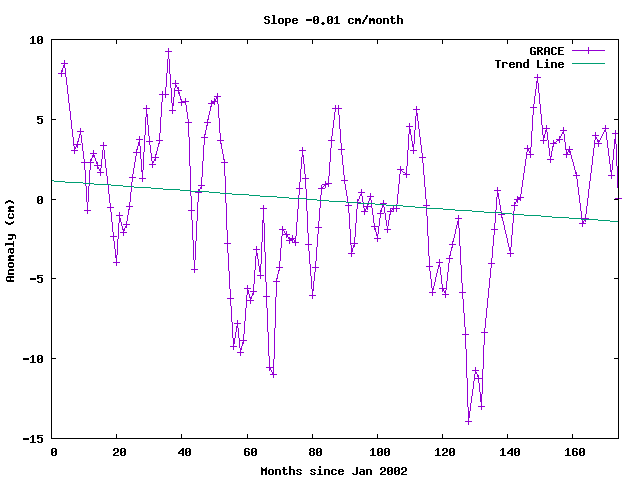 Slope -0.01 cm/month
GRACE
Trend Line
10
5
0
-5
-10
-15
Anomaly (cm)
0 20 40 60 80 100 120 140 160
Months since Jan 2002